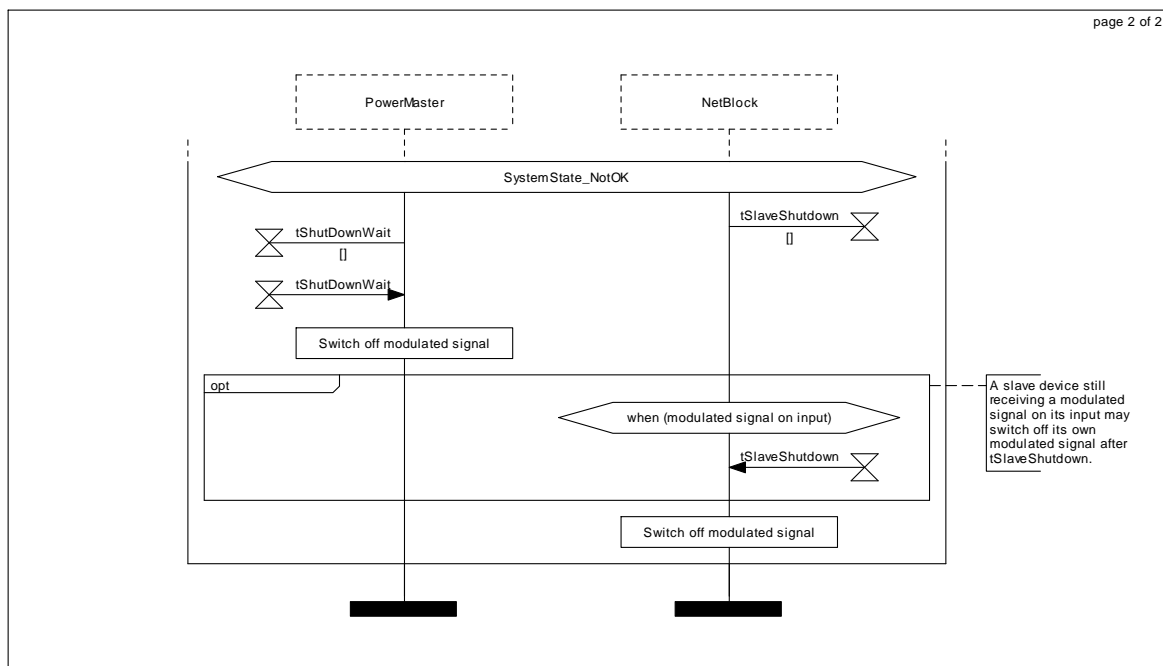 page 2 of 2
PowerMaster
NetBlock
SystemState_NotOK
tShutDownWait
[]
tSlaveShutdown
[]
tShutDownWait
Switch off modulated signal
opt
when (modulated signal on input)
tSlaveShutdown
A slave device still
receiving a modulated
signal on its input may
switch off its own
modulated signal after
tSlaveShutdown.
Switch off modulated signal